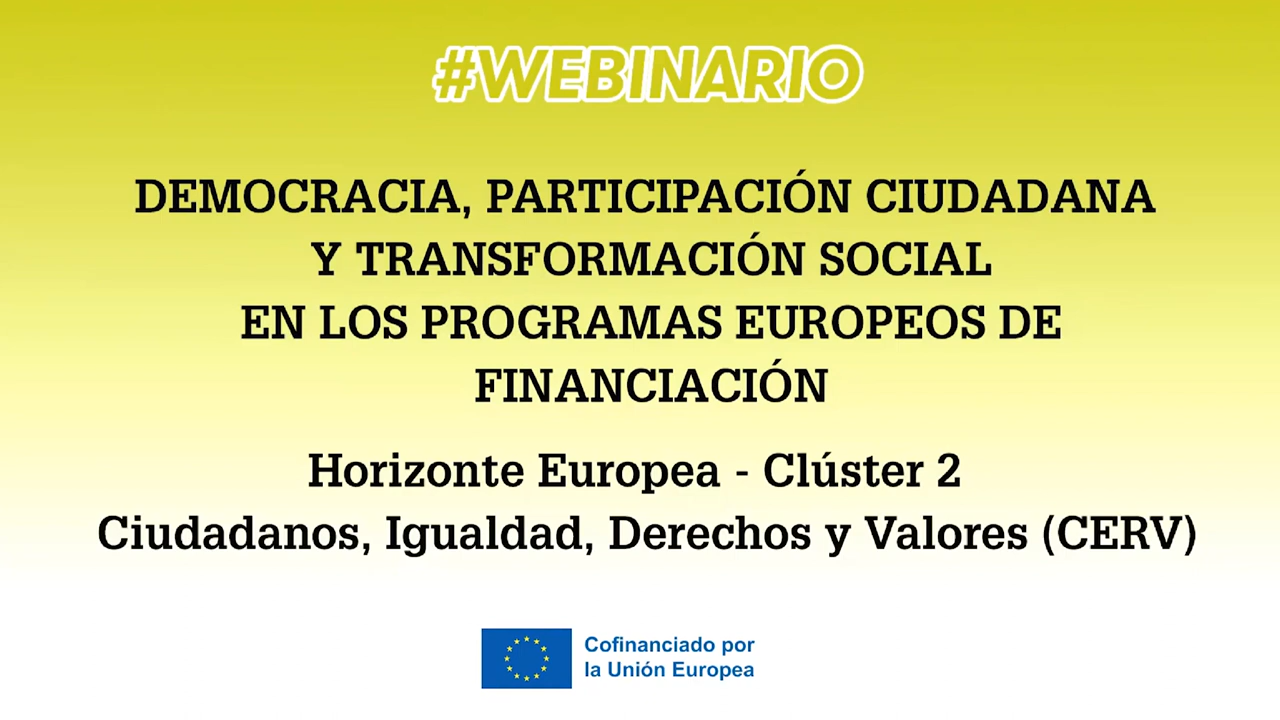 #WEBINARIO
DEMOCRACIA, PARTICIPACIÓN CIUDADANA
Y TRANSFORMACIÓN SOCIAL
EN LOS PROGRAMAS EUROPEOS DE
FINANCIACIÓN
Horizonte Europea - Clúster 2
Ciudadanos, Igualdad, Derechos y Valores (CERV)
Cofinanciado por
la Unión Europea